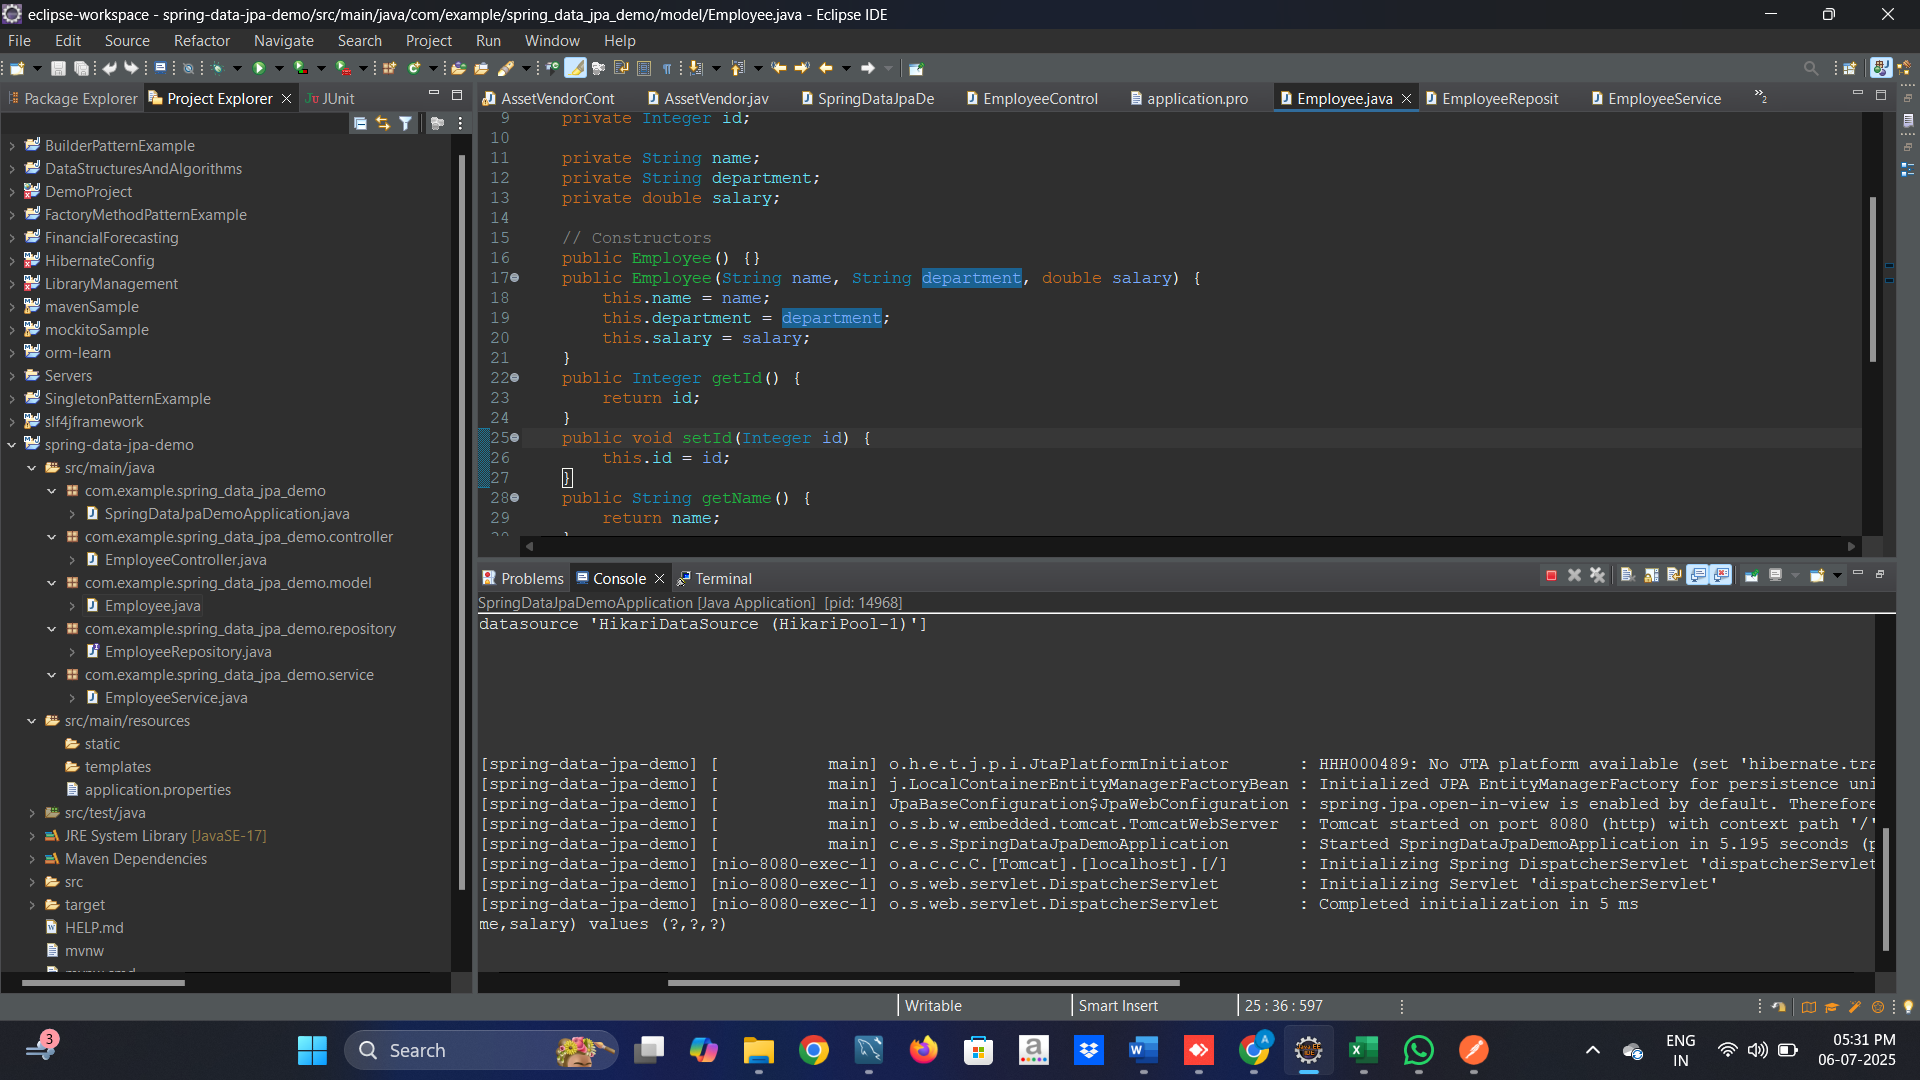 eclipse-workspace - spring-data-jpa-demo/src/main/java/com/example/spring_data_jpa_demo/model/Employee.java - Eclipse IDE
File Edit Source Refactor Navigate Search Project Run Window Help
Package Explorer Project Explorer JUnit
BuilderPatternExample
DataStructuresAndAlgorithms
DemoProject
FactoryMethodPatternExample
FinancialForecasting
HibernateConfig
LibraryManagement
mavenSample
mockitoSample
orm-learn
Servers
SingletonPatternExample
slf4jframework
spring-data-jpa-demo
src/main/java
com.example.spring_data_jpa_demo
SpringDataJpaDemoApplication.java
com.example.spring_data_jpa_demo.controller
EmployeeController.java
com.example.spring_data_jpa_demo.model
Employee.java
com.example.spring_data_jpa_demo.repository
EmployeeRepository.java
com.example.spring_data_jpa_demo.service
EmployeeService.java
src/main/resources
static
templates
application.properties
src/test/java
JRE System Library [JavaSE-17]
Maven Dependencies
src
target
HELP.md
mvnw
mvnw.cmd
AssetVendorCont AssetVendor.jav SpringDataJpaDe EmployeeControl application.pro Employee.java EmployeeReposit EmployeeService »2
9 private Integer id;
10
11 private String name;
12 private String department;
13 private double salary;
14
15 // Constructors
16 public Employee() {}
17 public Employee(String name, String department, double salary) {
18 this.name = name;
19 this.department = department;
20 this.salary = salary;
21 }
22 public Integer getId() {
23 return id;
24 }
25 public void setId(Integer id) {
26 this.id = id;
27 }
28 public String getName() {
29 return name;
30 }
Problems Console Terminal
SpringDataJpaDemoApplication [Java Application] [pid: 14968]
datasource 'HikariDataSource (HikariPool-1)']
[spring-data-jpa-demo] [ main] o.h.e.t.j.p.i.JtaPlatformInitiator : HHH000489: No JTA platform available (set 'hibernate.tra
[spring-data-jpa-demo] [ main] j.LocalContainerEntityManagerFactoryBean : Initialized JPA EntityManagerFactory for persistence uni
[spring-data-jpa-demo] [ main] JpaBaseConfiguration$JpaWebConfiguration : spring.jpa.open-in-view is enabled by default. Therefore
[spring-data-jpa-demo] [ main] o.s.b.w.embedded.tomcat.TomcatWebServer : Tomcat started on port 8080 (http) with context path '/'
[spring-data-jpa-demo] [ main] c.e.s.SpringDataJpaDemoApplication : Started SpringDataJpaDemoApplication in 5.195 seconds (p
[spring-data-jpa-demo] [nio-8080-exec-1] o.a.c.c.C.[Tomcat].[localhost].[/] : Initializing Spring DispatcherServlet 'dispatcherServlet
[spring-data-jpa-demo] [nio-8080-exec-1] o.s.web.servlet.DispatcherServlet : Initializing Servlet 'dispatcherServlet'
[spring-data-jpa-demo] [nio-8080-exec-1] o.s.web.servlet.DispatcherServlet : Completed initialization in 5 ms
me,salary) values (?,?,?)
Writable Smart Insert 25 : 36 : 597
3
Search
ENG
IN
05:31 PM
06-07-2025